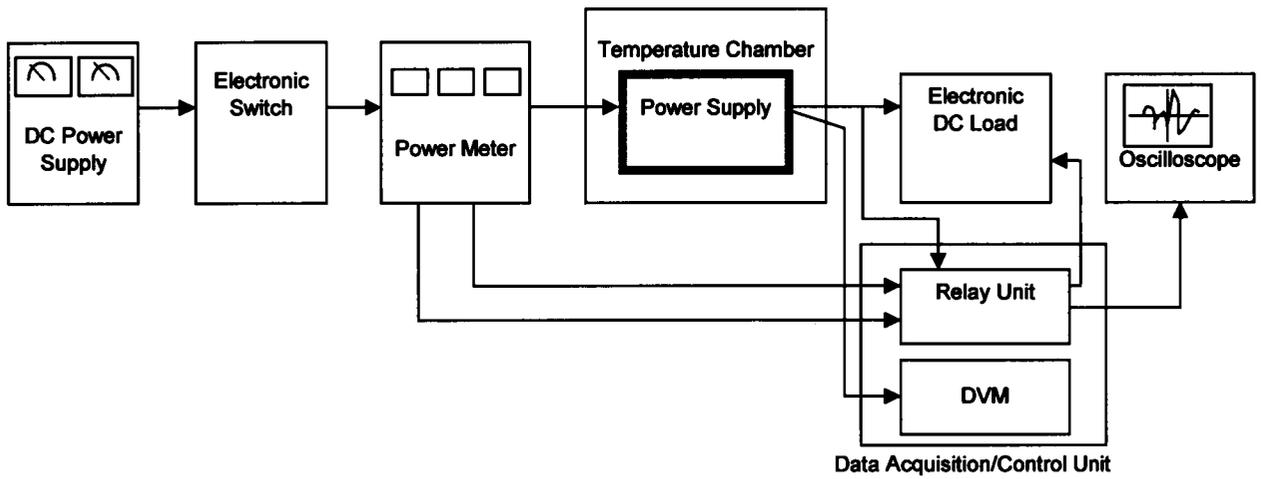 DC Power
Supply
Electronic
Switch
Power Meter
Temperature Chamber
Power Supply
Electronic
DC Load
Oscilloscope
Relay Unit
DVM
Data Acquisition/Control Unit